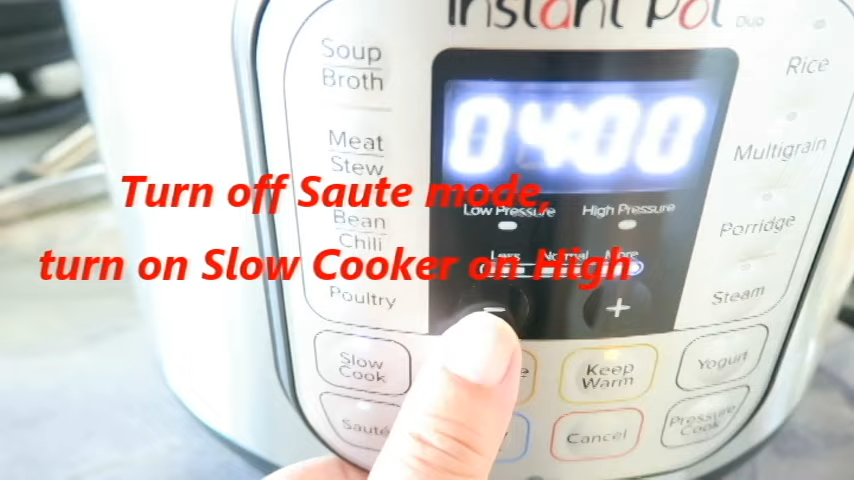 Instant Pot Duo
Soup
Broth
Rice
04:00
Meat
Stew
Multigrain
Turn off Saute mode,
Low Pressure High Pressure
Bean
Chili
Porridge
turn on Slow Cooker on High
Less Normal More
Poultry
Steam
- +
Slow
Cook
Keep
Warm
Yogurt
Sauté
Cancel
Pressure
Cook